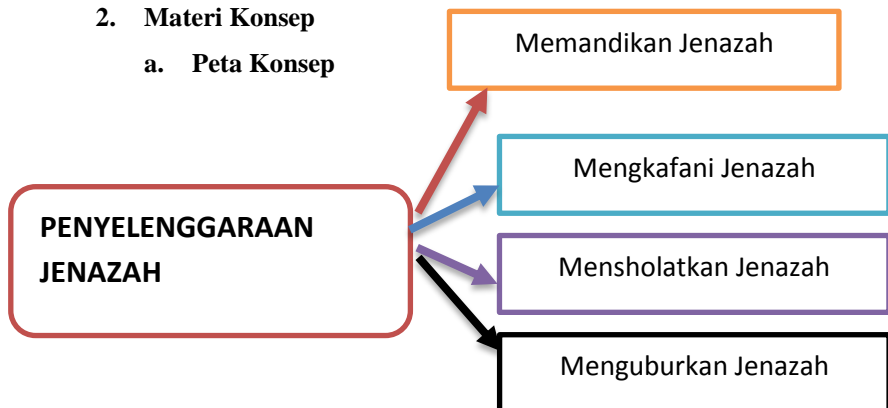 2. Materi Konsep
a. Peta Konsep
Memandikan Jenazah
Mengkafani Jenazah
PENYELENGGARAAN
JENAZAH
Mensholatkan Jenazah
Menguburkan Jenazah